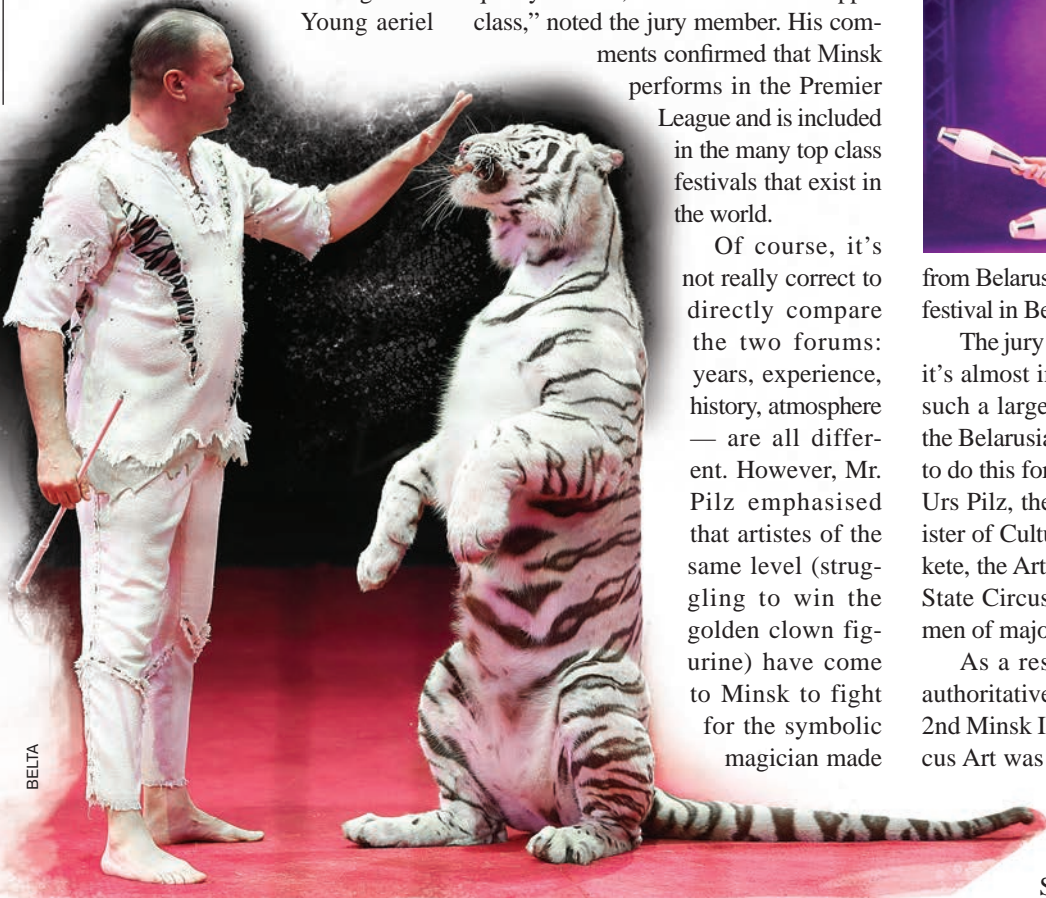 Young aeriel
class,” noted the jury member. His com-
ments confirmed that Minsk
performs in the Premier
League and is included
in the many top class
festivals that exist in
the world.
Of course, it’s
not really correct to
directly compare
the two forums:
years, experience,
history, atmosphere
— are all differ-
ent. However, Mr.
Pilz emphasised
that artistes of the
same level (strug-
gling to win the
golden clown fig-
urine) have come
to Minsk to fight
for the symbolic
magician made
from Belarus
festival in Be
The jury
it’s almost i
such a large
the Belarusia
to do this for
Urs Pilz, the
ister of Cultu
kete, the Art
State Circus
men of majo
As a res
authoritative
2nd Minsk I
cus Art was
S
BELTA